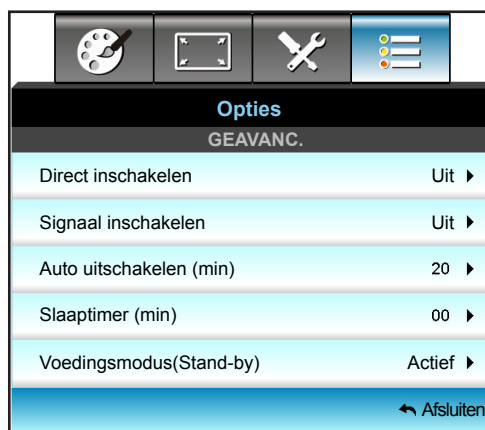 Opties
GEAVANC.
Direct inschakelen Uit
Signaal inschakelen Uit
Auto uitschakelen (min) 20
Slaaptimer (min) 00
Voedingsmodus(Stand-by) Actief
Afsluiten